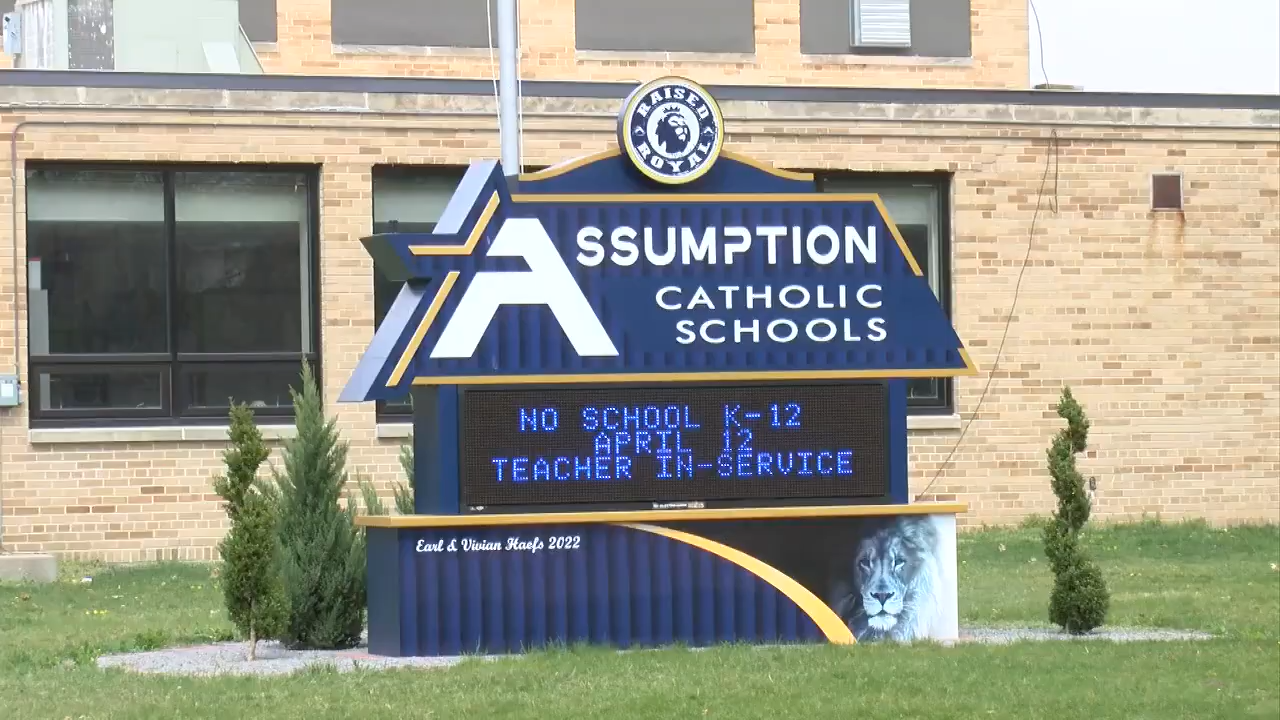 RAISED
ROYAL
ASSUMPTION
CATHOLIC
SCHOOLS
NO SCHOOL K-12
APRIL 12
TEACHER IN-SERVICE
Earl & Vivian Haefs 2022